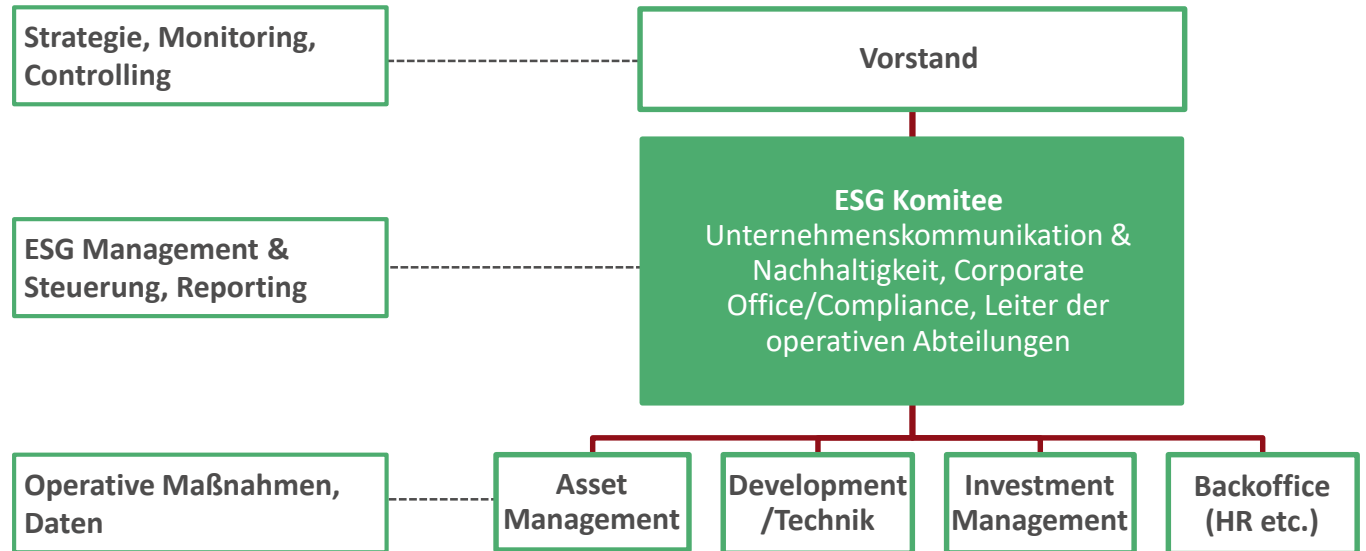 Strategie, Monitoring,
Controlling
Vorstand
ESG Management &
Steuerung, Reporting
ESG Komitee
Unternehmenskommunikation &
Nachhaltigkeit, Corporate
Office/Compliance, Leiter der
operativen Abteilungen
Operative Maßnahmen,
Daten
Asset
Management
Development
/Technik
Investment
Management
Backoffice
(HR etc.)